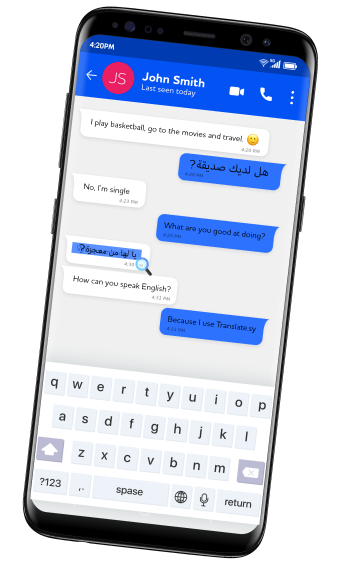 4:20PM
JS
John Smith
Last seen today
I play basketball, go to the movies and travel.
4:20 PM
هل لديك صديقة؟
4:20 PM
No, I'm single
4:23 PM
What are you good at doing?
4:25 PM
يا لها من معجزة!
4:30
How can you speak English?
4:32 PM
Because I use Translate.sy
4:33 PM
q w e r t y u i o p
a s d f g h j k l
z x c v b n m
?123 , . spase return